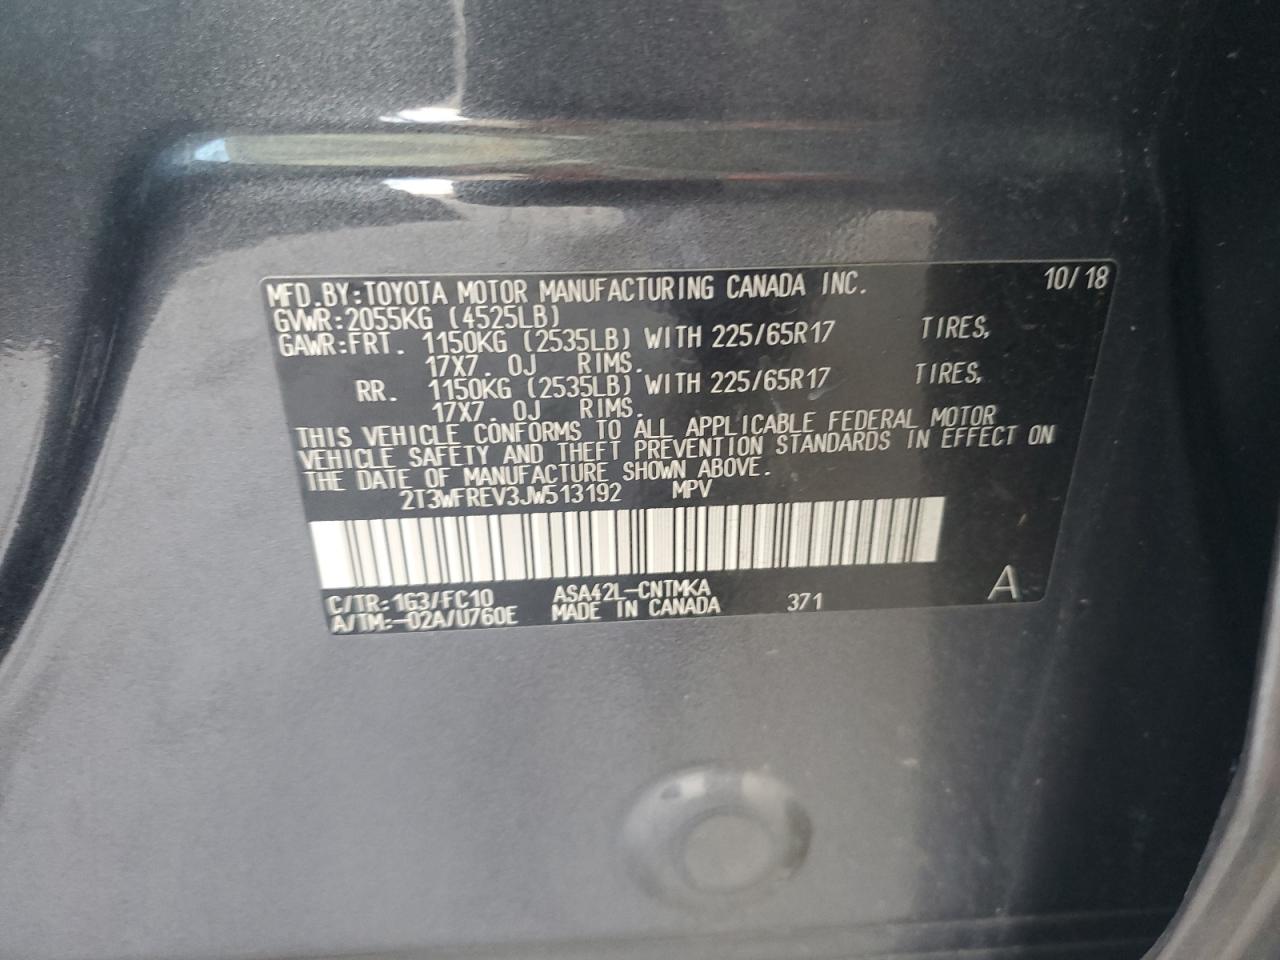 MFD.BY:TOYOTA MOTOR MANUFACTURING CANADA INC. 10/18
GVWR:2055KG (4525LB)
GAWR:FRT. 1150KG (2535LB) WITH 225/65R17 TIRES,
17X7.0J RIMS.
RR. 1150KG (2535LB) WITH 225/65R17 TIRES,
17X7.0J RIMS.
THIS VEHICLE CONFORMS TO ALL APPLICABLE FEDERAL MOTOR
VEHICLE SAFETY AND THEFT PREVENTION STANDARDS IN EFFECT ON
THE DATE OF MANUFACTURE SHOWN ABOVE.
2T3WFREV3JW513192 MPV
C/TR:1G3/FC10 ASA42L-CNTMKA
A/TM:-02A/U760E MADE IN CANADA 371 A